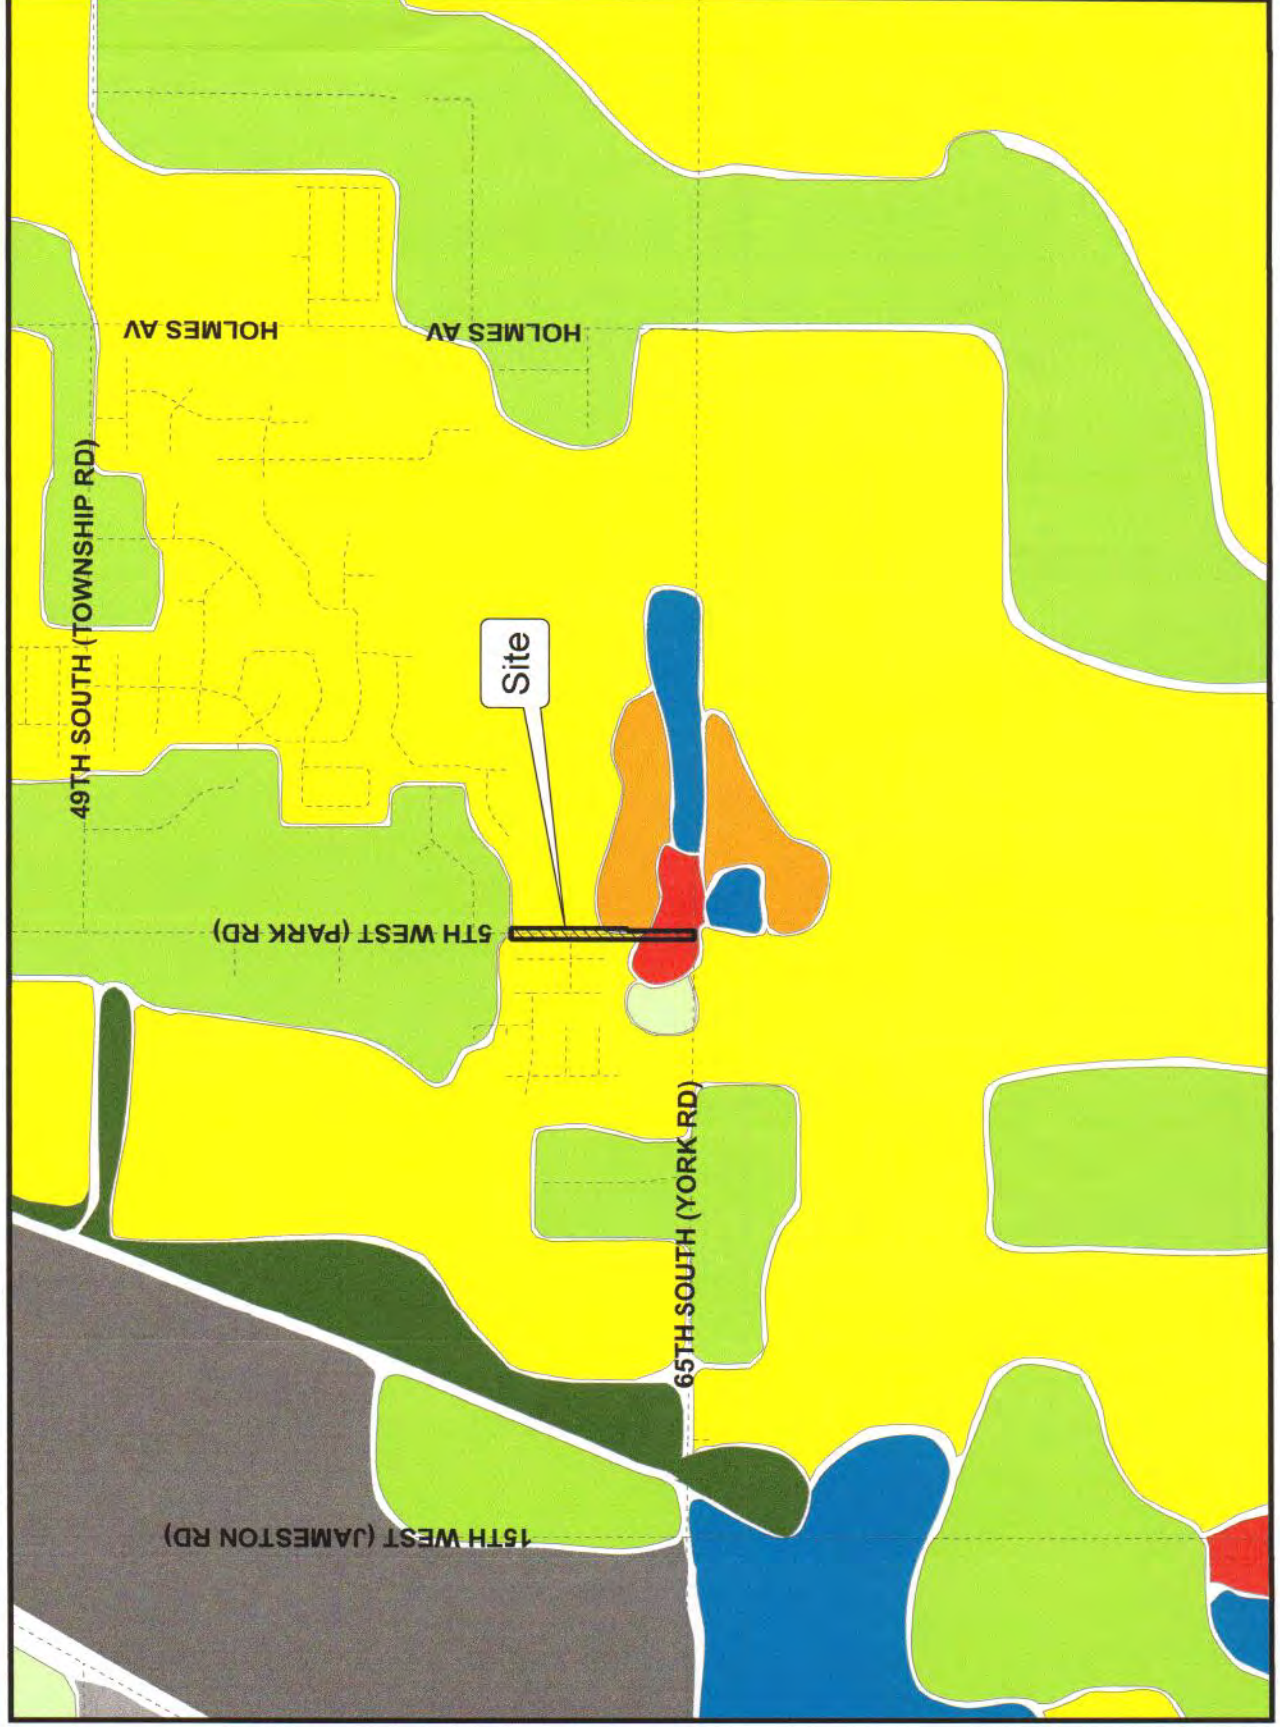 HOLMES AV
HOLMES AV
49TH SOUTH (TOWNSHIP RD)
Site
5TH WEST (PARK RD)
65TH SOUTH (YORK RD)
15TH WEST (JAMESTON RD)